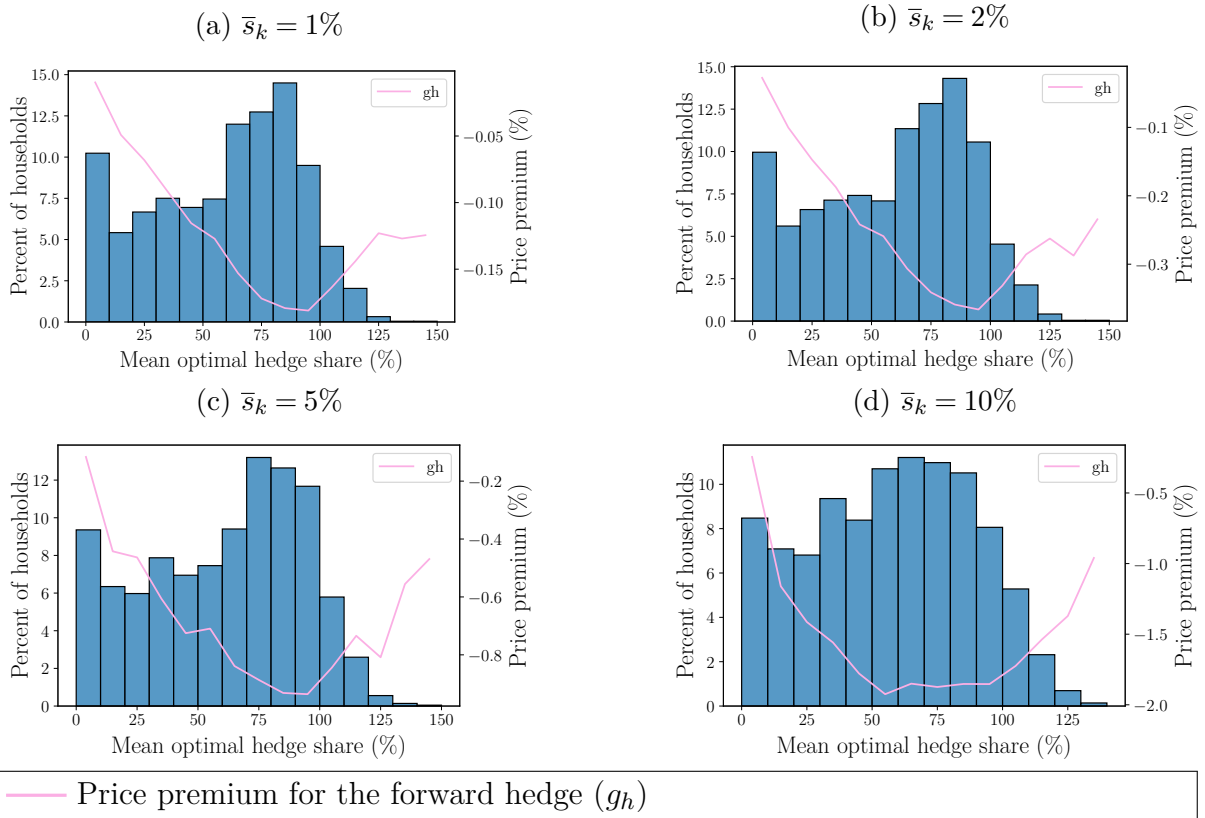 (a) s̅_k = 1%
15.0
12.5
10.0
7.5
5.0
2.5
0.0
Percent of households
gh
−0.05
−0.10
−0.15
Price premium (%)
0 25 50 75 100 125 150
Mean optimal hedge share (%)
(b) s̅_k = 2%
15.0
12.5
10.0
7.5
5.0
2.5
0.0
Percent of households
gh
−0.1
−0.2
−0.3
Price premium (%)
0 25 50 75 100 125 150
Mean optimal hedge share (%)
(c) s̅_k = 5%
12
10
8
6
4
2
0
Percent of households
gh
−0.2
−0.4
−0.6
−0.8
Price premium (%)
0 25 50 75 100 125 150
Mean optimal hedge share (%)
(d) s̅_k = 10%
10
8
6
4
2
0
Percent of households
gh
−0.5
−1.0
−1.5
−2.0
Price premium (%)
0 25 50 75 100 125
Mean optimal hedge share (%)
Price premium for the forward hedge (g_h)